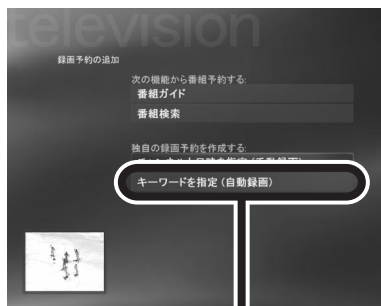 television
録画予約の追加
次の機能から番組予約する:
番組ガイド
番組検索
独自の録画予約を作成する:
キーワードを指定 (自動録画)